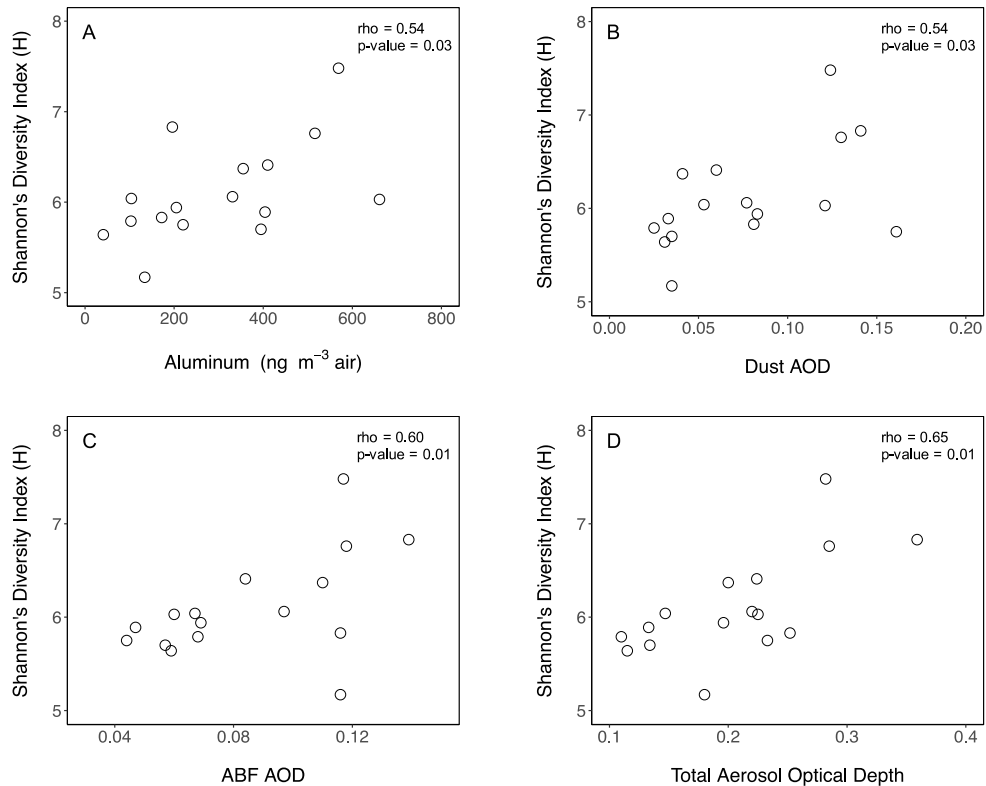 A
rho = 0.54
p-value = 0.03
Shannon's Diversity Index (H)
8
7
6
5
0 200 400 600 800
Aluminum (ng m⁻³ air)
B
rho = 0.54
p-value = 0.03
Shannon's Diversity Index (H)
8
7
6
5
0.00 0.05 0.10 0.15 0.20
Dust AOD
C
rho = 0.60
p-value = 0.01
Shannon's Diversity Index (H)
8
7
6
5
0.04 0.08 0.12
ABF AOD
D
rho = 0.65
p-value = 0.01
Shannon's Diversity Index (H)
8
7
6
5
0.1 0.2 0.3 0.4
Total Aerosol Optical Depth